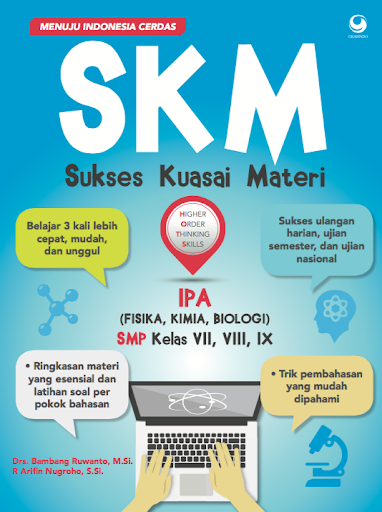 MENUJU INDONESIA CERDAS
SKM
Sukses Kuasai Materi
Belajar 3 kali lebih
cepat, mudah,
dan unggul
HIGHER
ORDER
THINKING
SKILLS
Sukses ulangan
harian, ujian
semester, dan ujian
nasional
IPA
(FISIKA, KIMIA, BIOLOGI)
SMP Kelas VII, VIII, IX
• Ringkasan materi
yang esensial dan
latihan soal per
pokok bahasan
• Trik pembahasan
yang mudah
dipahami
Drs. Bambang Ruwanto, M.Si.
R Arifin Nugroho, S.Si.